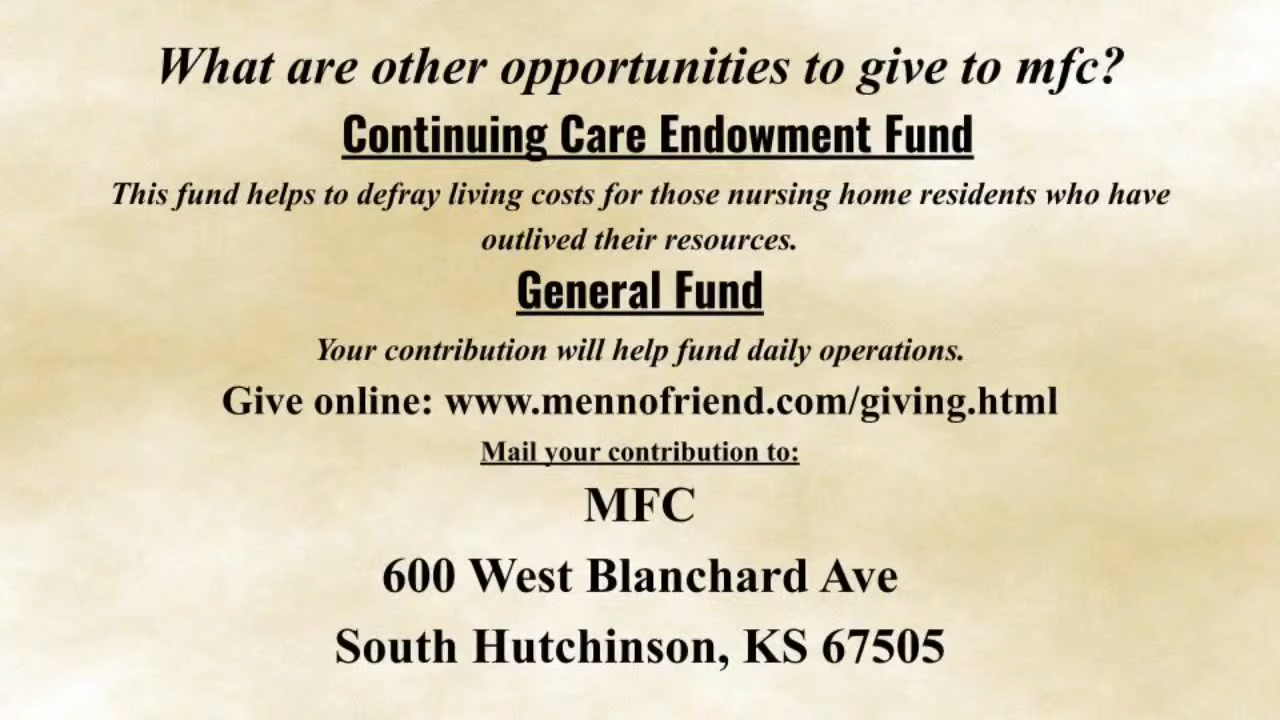 What are other opportunities to give to mfc?
Continuing Care Endowment Fund
This fund helps to defray living costs for those nursing home residents who have
outlived their resources.
General Fund
Your contribution will help fund daily operations.
Give online: www.mennofriend.com/giving.html
Mail your contribution to:
MFC
600 West Blanchard Ave
South Hutchinson, KS 67505